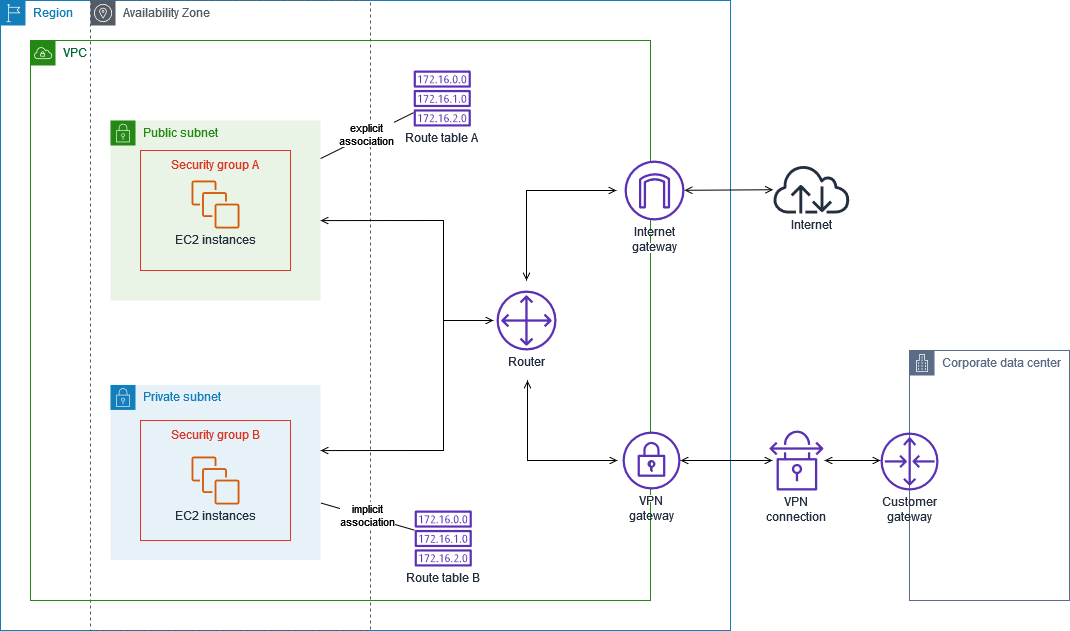 Region
Availability Zone
VPC
172.16.0.0
172.16.1.0
172.16.2.0
Route table A
explicit
association
Public subnet
Security group A
EC2 instances
Internet
gateway
Internet
Router
Corporate data center
Private subnet
Security group B
EC2 instances
implicit
association
172.16.0.0
172.16.1.0
172.16.2.0
Route table B
VPN
gateway
VPN
connection
Customer
gateway